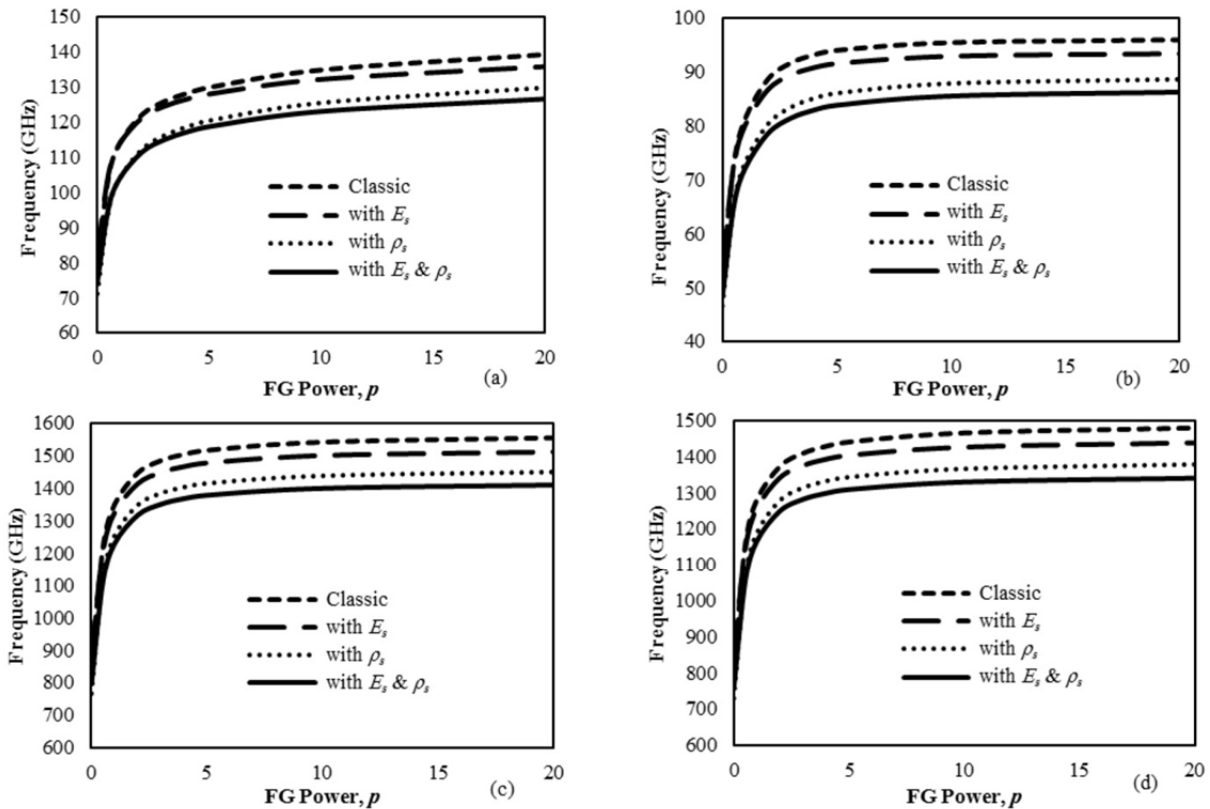 150
140
130
120
110
100
90
80
70
60
Frequency (GHz)
Classic
with Es
with ρs
with Es & ρs
0 5 10 15 20
FG Power, p
(a)
100
90
80
70
60
50
40
Frequency (GHz)
Classic
with Es
with ρs
with Es & ρs
0 5 10 15 20
FG Power, p
(b)
1600
1500
1400
1300
1200
1100
1000
900
800
700
600
Frequency (GHz)
Classic
with Es
with ρs
with Es & ρs
0 5 10 15 20
FG Power, p
(c)
1500
1400
1300
1200
1100
1000
900
800
700
600
Frequency (GHz)
Classic
with Es
with ρs
with Es & ρs
0 5 10 15 20
FG Power, p
(d)